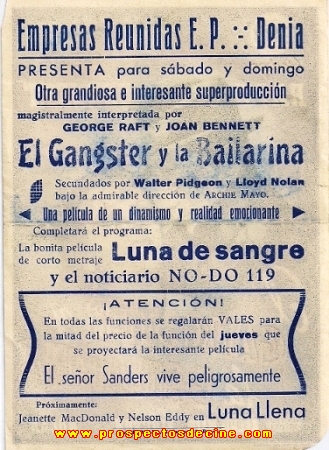 Empresas Reunidas E. P. ·:· Denia
PRESENTA para sábado y domingo
Otra grandiosa e interesante superproducción
magistralmente interpretada por
GEORGE RAFT y JOAN BENNETT
El Gangster y la Bailarina
Secundados por Walter Pidgeon y Lloyd Nolan
bajo la admirable dirección de ARCHIE MAYO.
◄ Una película de un dinamismo y realidad emocionante ►
Completará el programa:
La bonita película de corto metraje Luna de sangre
y el noticiario NO-DO 119
¡ATENCIÓN!
En todas las funciones se regalarán VALES para
la mitad del precio de la función del jueves que
se proyectará la interesante película
El señor Sanders vive peligrosamente
Próximamente:
Jeanette MacDonald y Nelson Eddy en Luna Llena
www.prospectosdecine.com